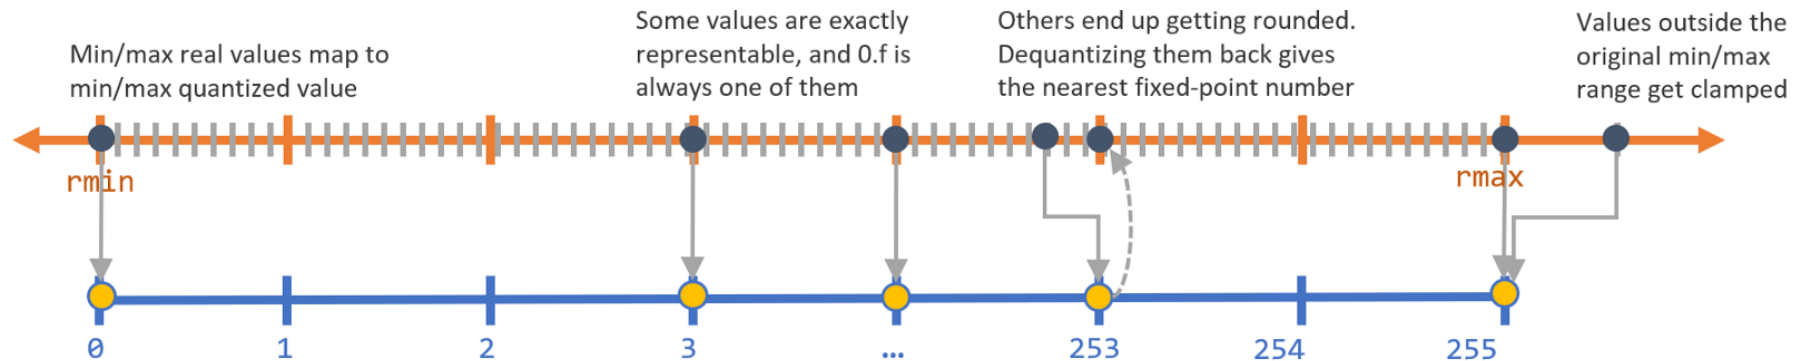 Min/max real values map to
min/max quantized value
Some values are exactly
representable, and 0.f is
always one of them
Others end up getting rounded.
Dequantizing them back gives
the nearest fixed-point number
Values outside the
original min/max
range get clamped
rmin
rmax
0 1 2 3 ... 253 254 255